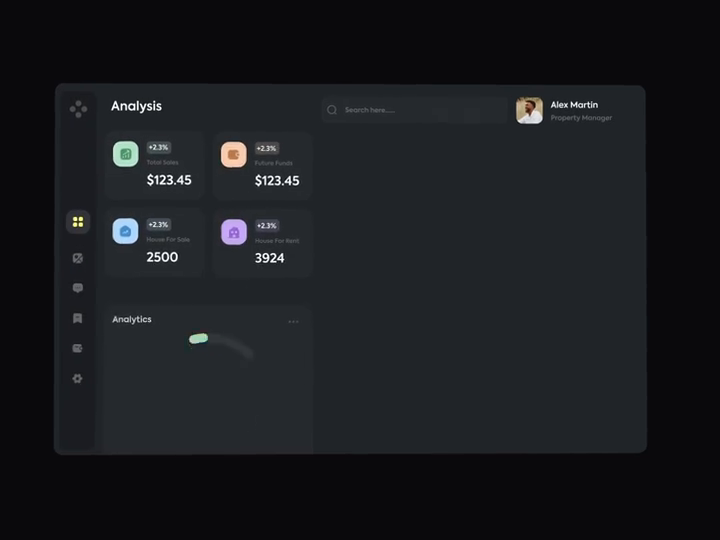 Analysis
Search here.....
Alex Martin
Property Manager
+2.3%
Total Sales
$123.45
+2.3%
Future Funds
$123.45
+2.3%
House For Sale
2500
+2.3%
House For Rent
3924
Analytics